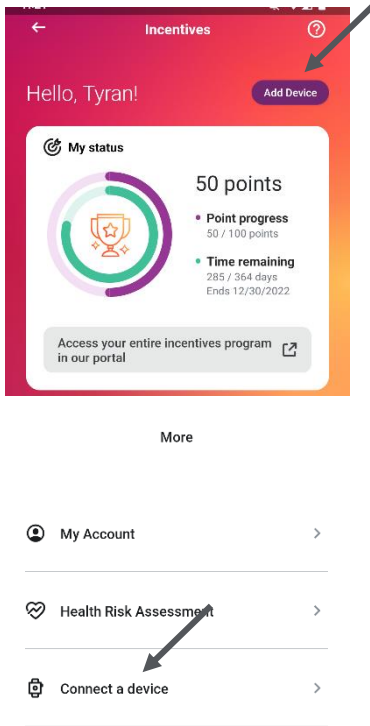 Incentives
Hello, Tyran!
Add Device
My status
50 points
Point progress
50 / 100 points
Time remaining
285 / 364 days
Ends 12/30/2022
Access your entire incentives program
in our portal
More
My Account
Health Risk Assessment
Connect a device